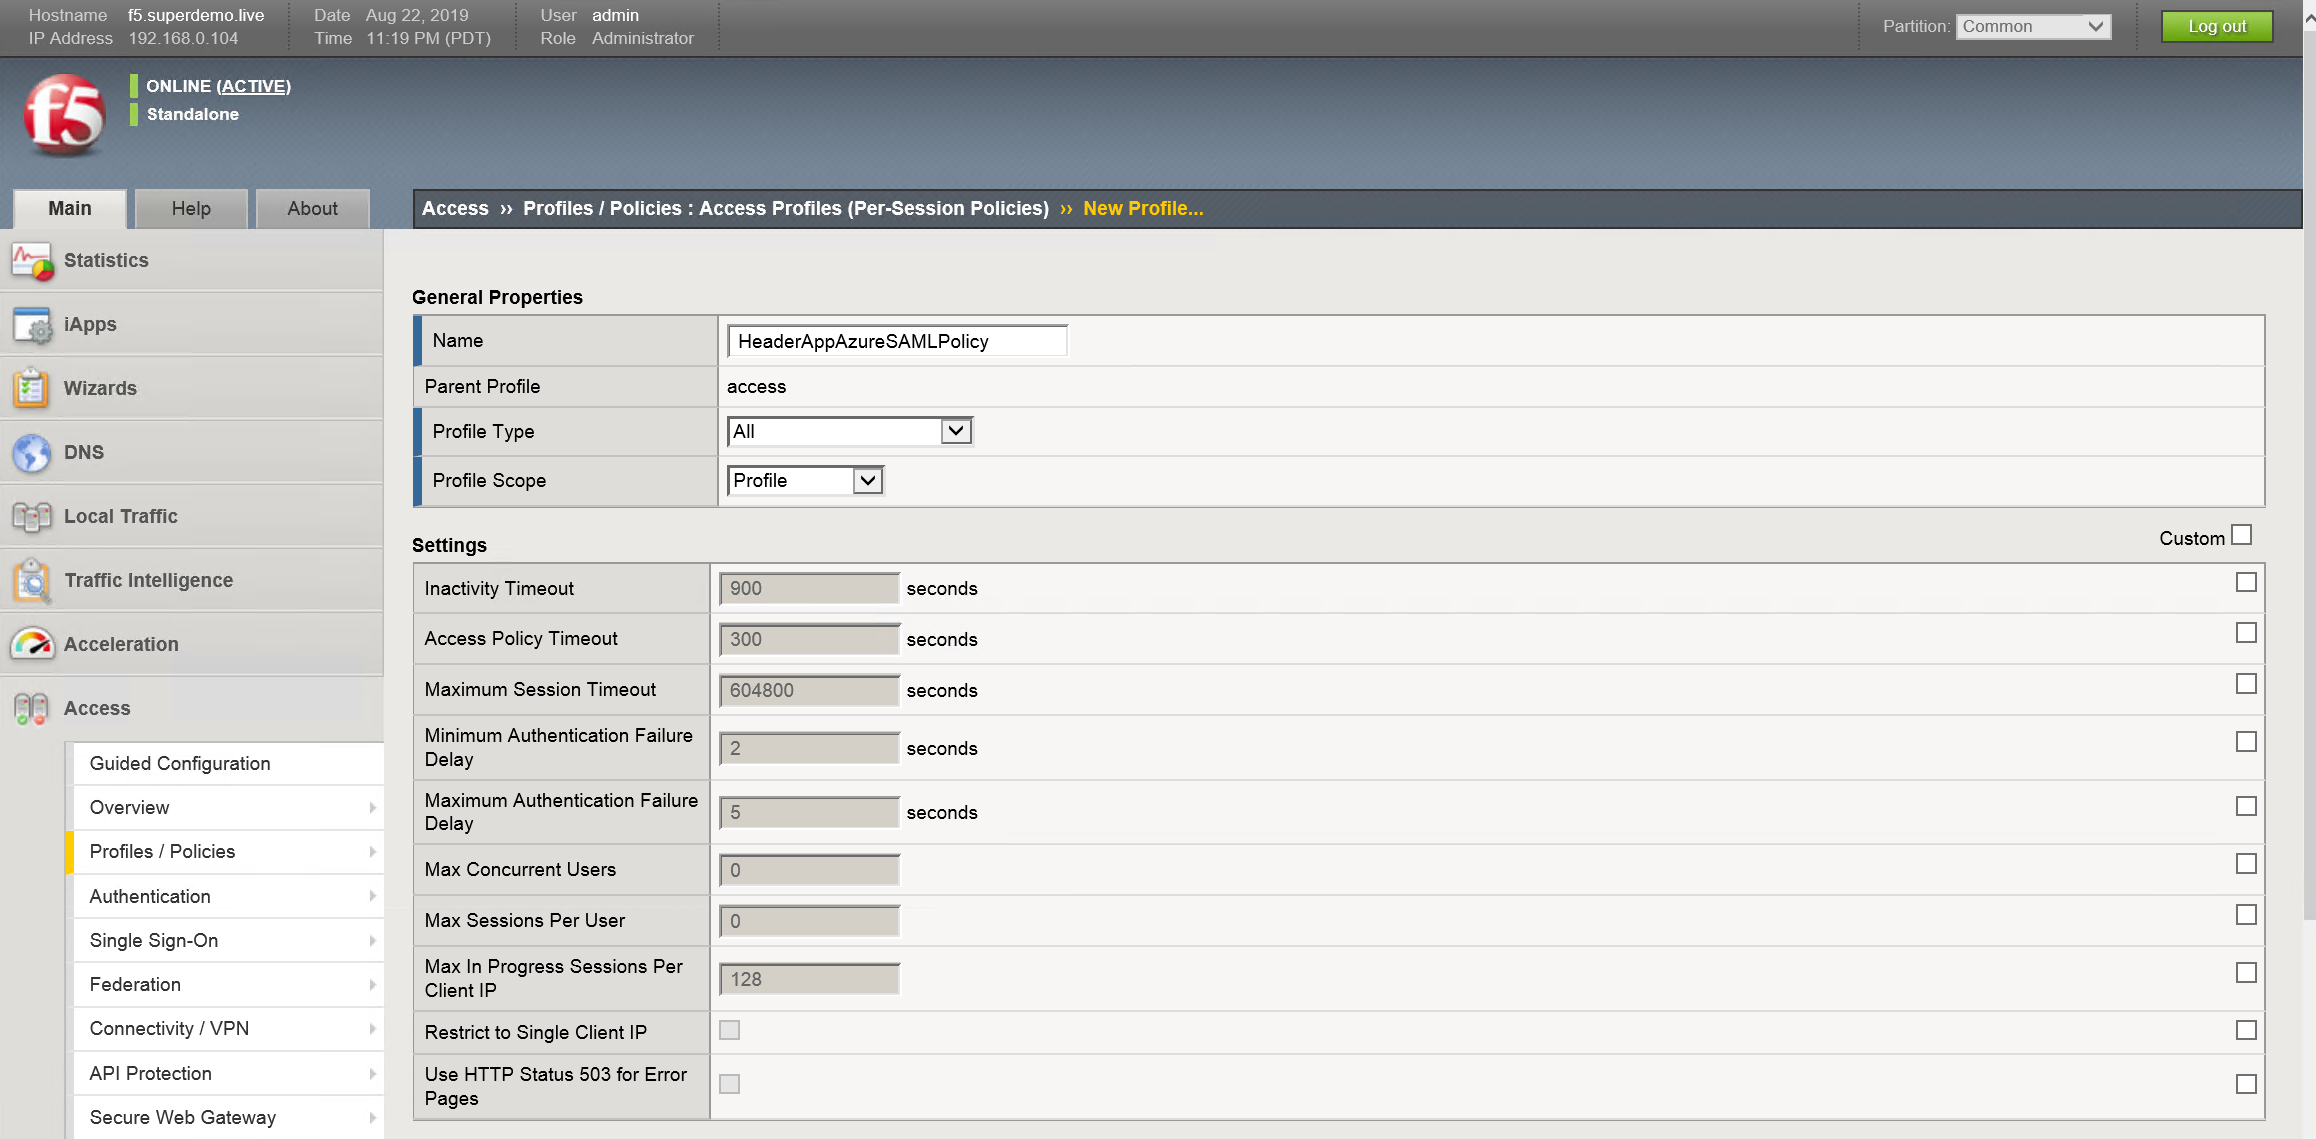 Hostname f5.superdemo.live Date Aug 22, 2019 User admin
IP Address 192.168.0.104 Time 11:19 PM (PDT) Role Administrator
Partition: Common Log out
f5
ONLINE (ACTIVE)
Standalone
Main Help About
Access ›› Profiles / Policies : Access Profiles (Per-Session Policies) ›› New Profile...
Statistics
iApps
Wizards
DNS
Local Traffic
Traffic Intelligence
Acceleration
Access
Guided Configuration
Overview
Profiles / Policies
Authentication
Single Sign-On
Federation
Connectivity / VPN
API Protection
Secure Web Gateway
General Properties
Name HeaderAppAzureSAMLPolicy
Parent Profile access
Profile Type All
Profile Scope Profile
Settings Custom
Inactivity Timeout 900 seconds
Access Policy Timeout 300 seconds
Maximum Session Timeout 604800 seconds
Minimum Authentication Failure
Delay 2 seconds
Maximum Authentication Failure
Delay 5 seconds
Max Concurrent Users 0
Max Sessions Per User 0
Max In Progress Sessions Per
Client IP 128
Restrict to Single Client IP
Use HTTP Status 503 for Error
Pages